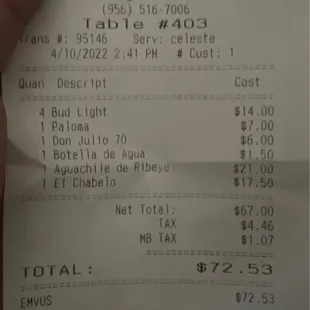 (956) 516-7006
Table #403
Trans #: 95146 Serv: celeste
4/10/2022 2:41 PM # Cust: 1
Quan Descript Cost
4 Bud Light $14.00
1 Paloma $7.00
1 Don Julio 70 $6.00
1 Botella de Agua $1.50
1 Aguachile de Ribeye $21.00
1 El Chabelo $17.50
Net Total: $67.00
TAX $4.46
MB TAX $1.07
TOTAL: $72.53
EMVUS $72.53